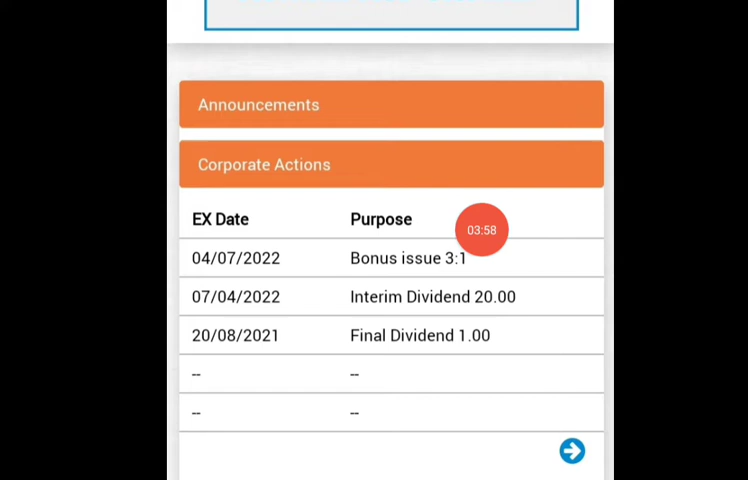 Announcements
Corporate Actions
EX Date Purpose
03:58
04/07/2022 Bonus issue 3:1
07/04/2022 Interim Dividend 20.00
20/08/2021 Final Dividend 1.00
-- --
-- --